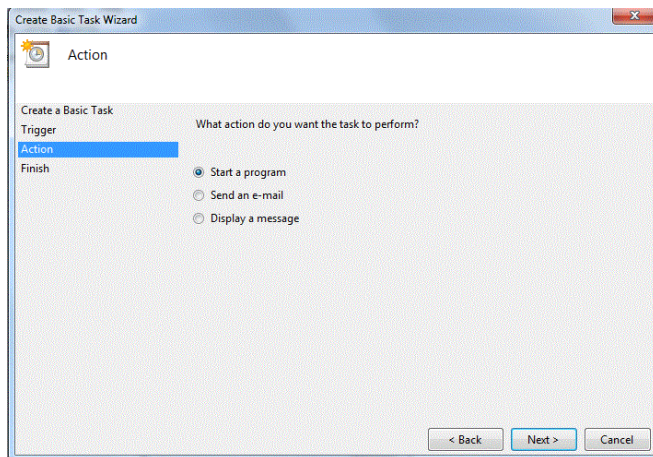 Create Basic Task Wizard
Action
Create a Basic Task
Trigger
Action
Finish
What action do you want the task to perform?
Start a program
Send an e-mail
Display a message
< Back
Next >
Cancel